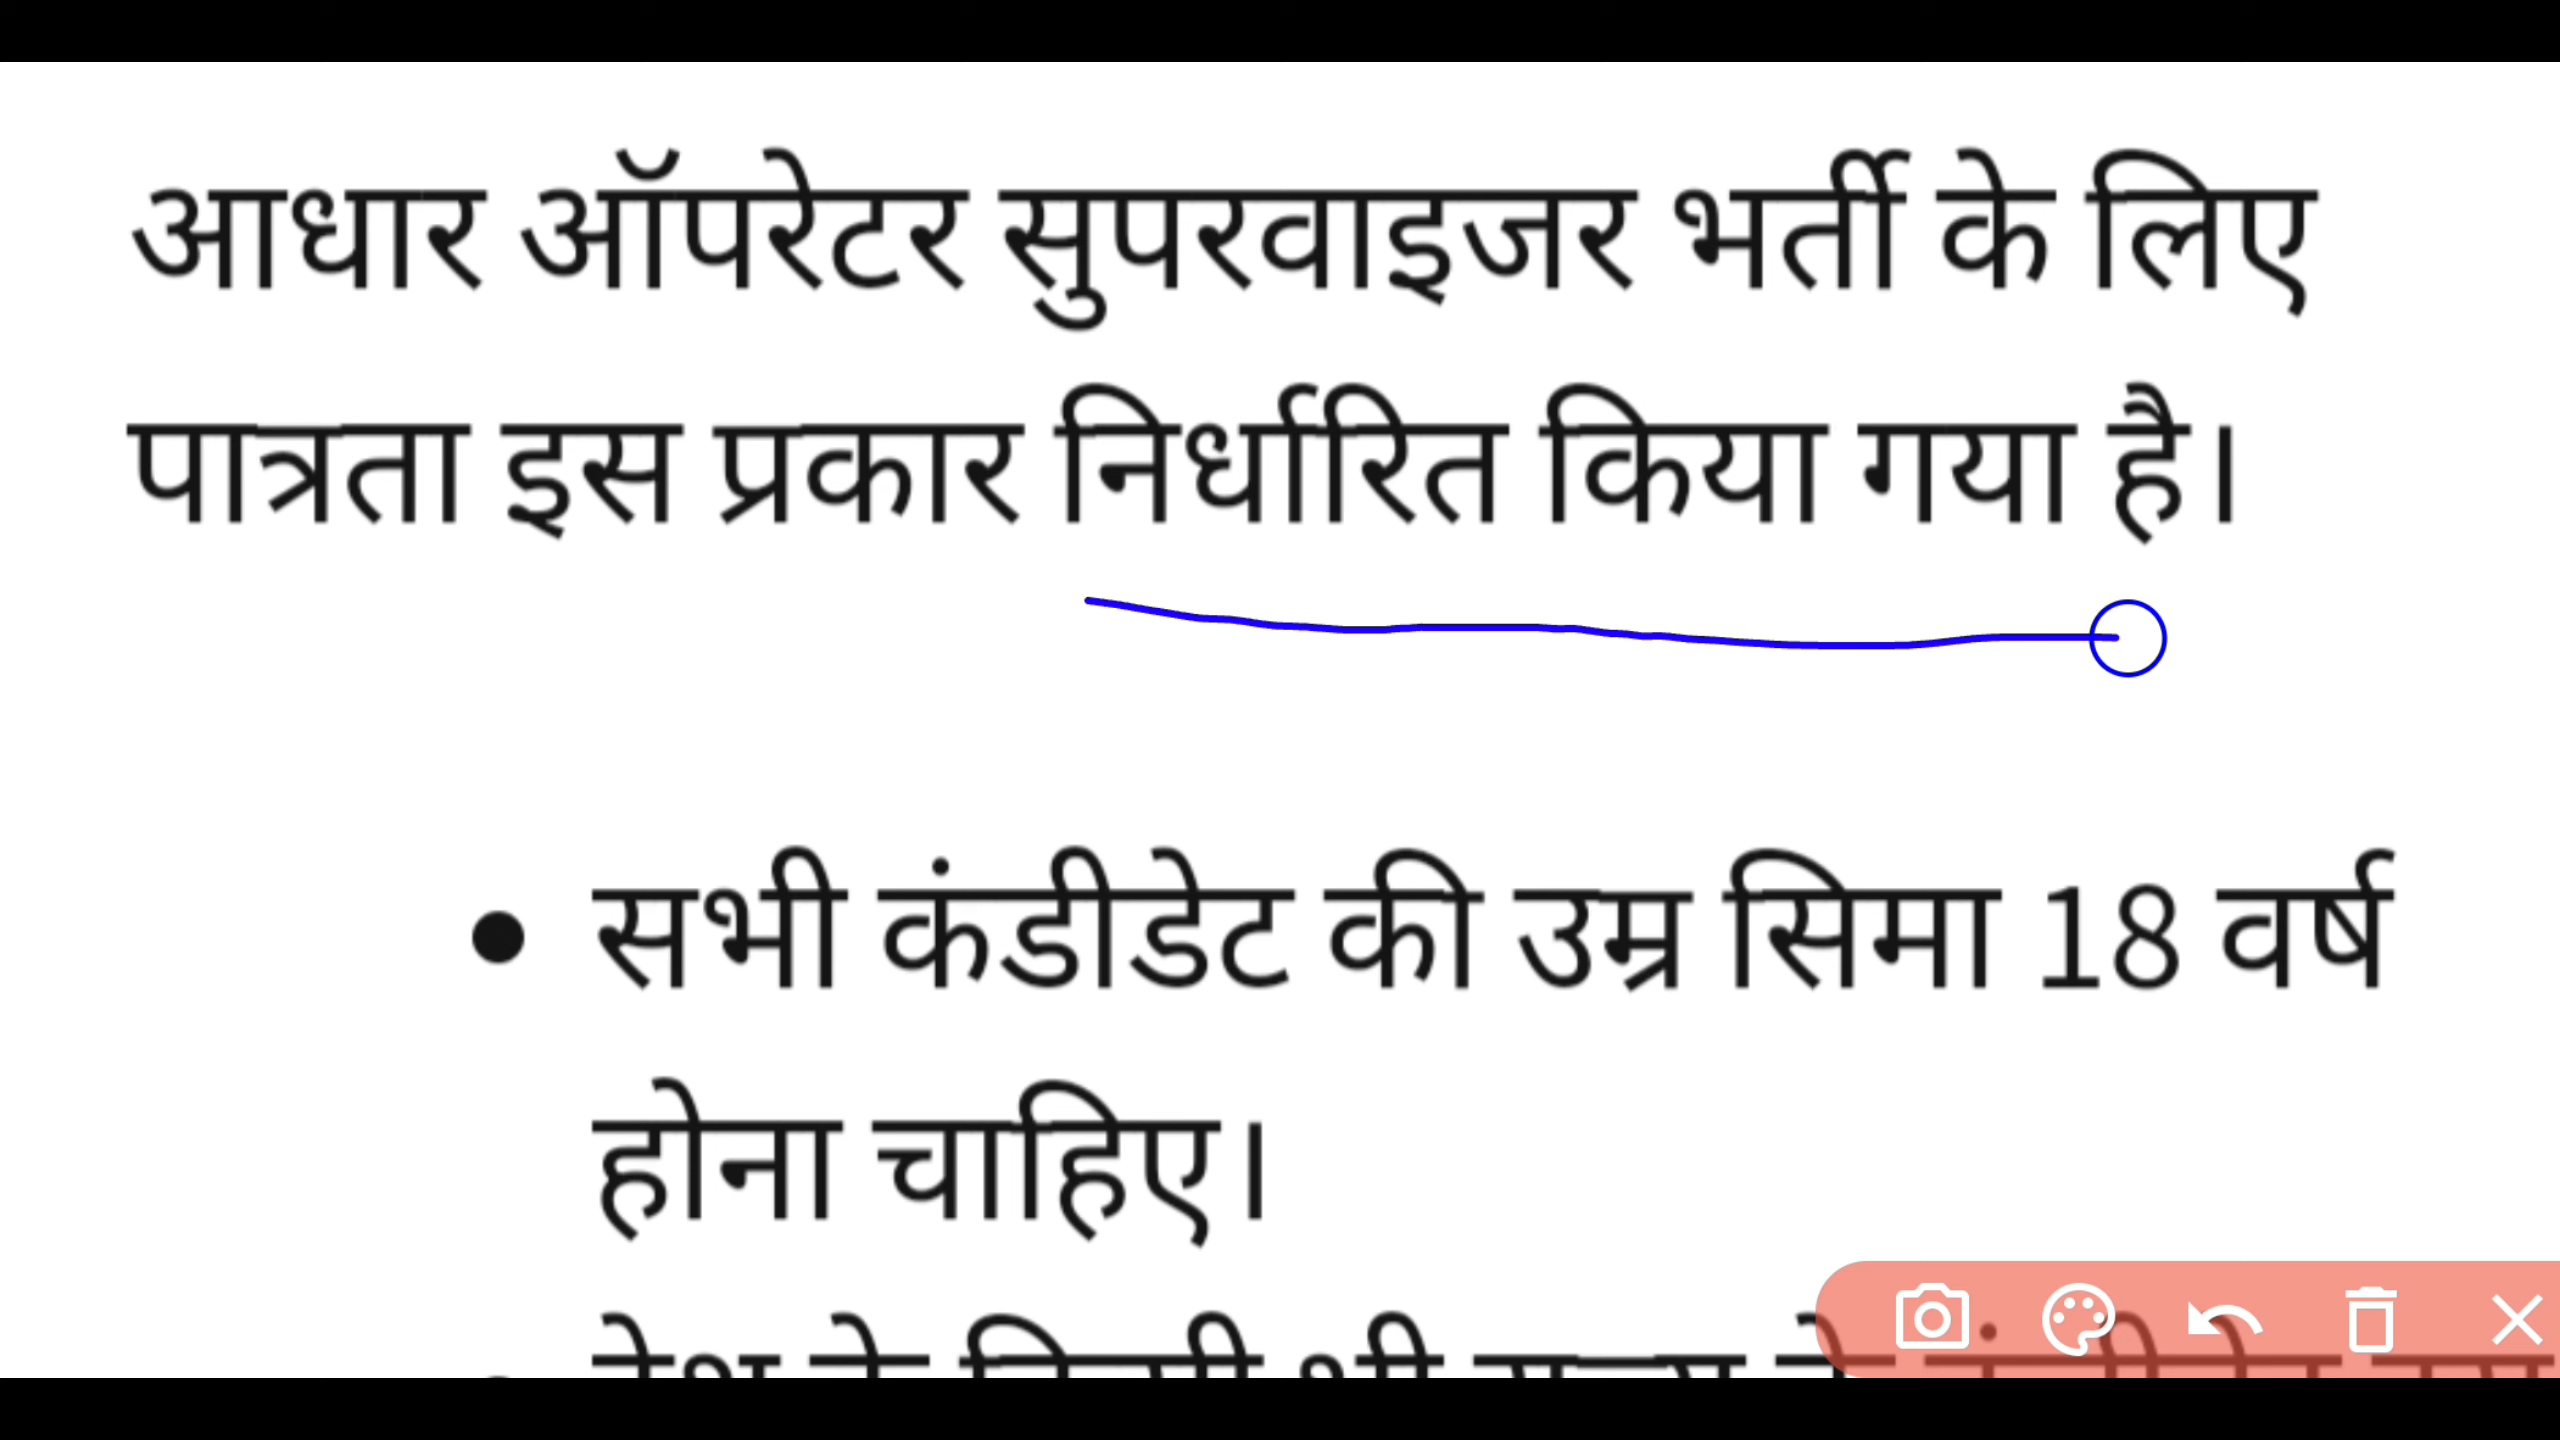 आधार ऑपरेटर सुपरवाइजर भर्ती के लिए
पात्रता इस प्रकार निर्धारित किया गया है।
सभी कंडीडेट की उम्र सिमा 18 वर्ष
होना चाहिए।